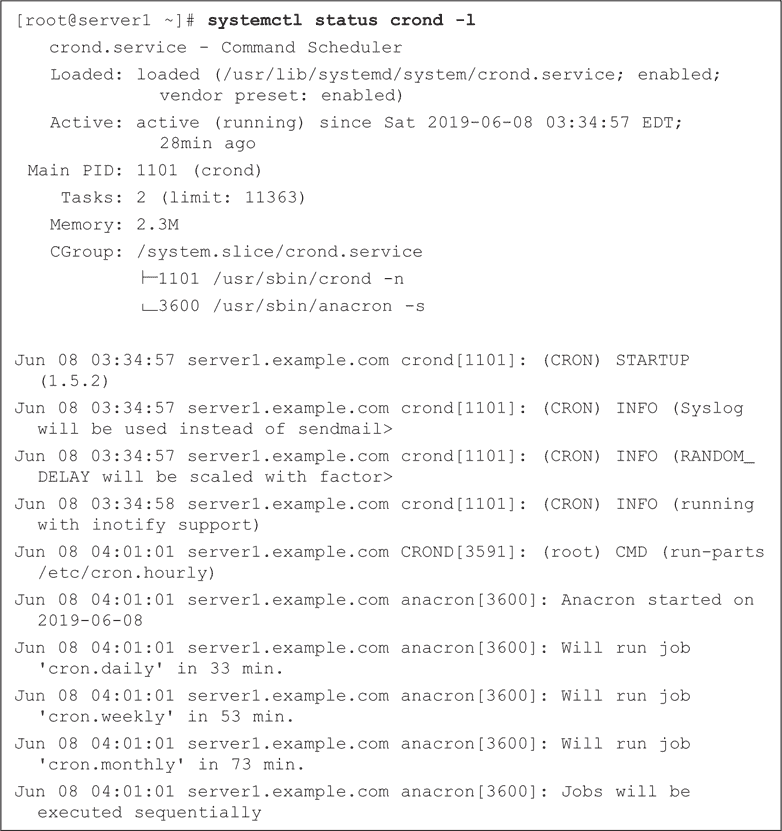 [root@server1 ~]# systemctl status crond -l
crond.service - Command Scheduler
Loaded: loaded (/usr/lib/systemd/system/crond.service; enabled;
vendor preset: enabled)
Active: active (running) since Sat 2019-06-08 03:34:57 EDT;
28min ago
Main PID: 1101 (crond)
Tasks: 2 (limit: 11363)
Memory: 2.3M
CGroup: /system.slice/crond.service
├─1101 /usr/sbin/crond -n
└─3600 /usr/sbin/anacron -s
Jun 08 03:34:57 server1.example.com crond[1101]: (CRON) STARTUP
(1.5.2)
Jun 08 03:34:57 server1.example.com crond[1101]: (CRON) INFO (Syslog
will be used instead of sendmail>
Jun 08 03:34:57 server1.example.com crond[1101]: (CRON) INFO (RANDOM_
DELAY will be scaled with factor>
Jun 08 03:34:58 server1.example.com crond[1101]: (CRON) INFO (running
with inotify support)
Jun 08 04:01:01 server1.example.com CROND[3591]: (root) CMD (run-parts
/etc/cron.hourly)
Jun 08 04:01:01 server1.example.com anacron[3600]: Anacron started on
2019-06-08
Jun 08 04:01:01 server1.example.com anacron[3600]: Will run job
'cron.daily' in 33 min.
Jun 08 04:01:01 server1.example.com anacron[3600]: Will run job
'cron.weekly' in 53 min.
Jun 08 04:01:01 server1.example.com anacron[3600]: Will run job
'cron.monthly' in 73 min.
Jun 08 04:01:01 server1.example.com anacron[3600]: Jobs will be
executed sequentially